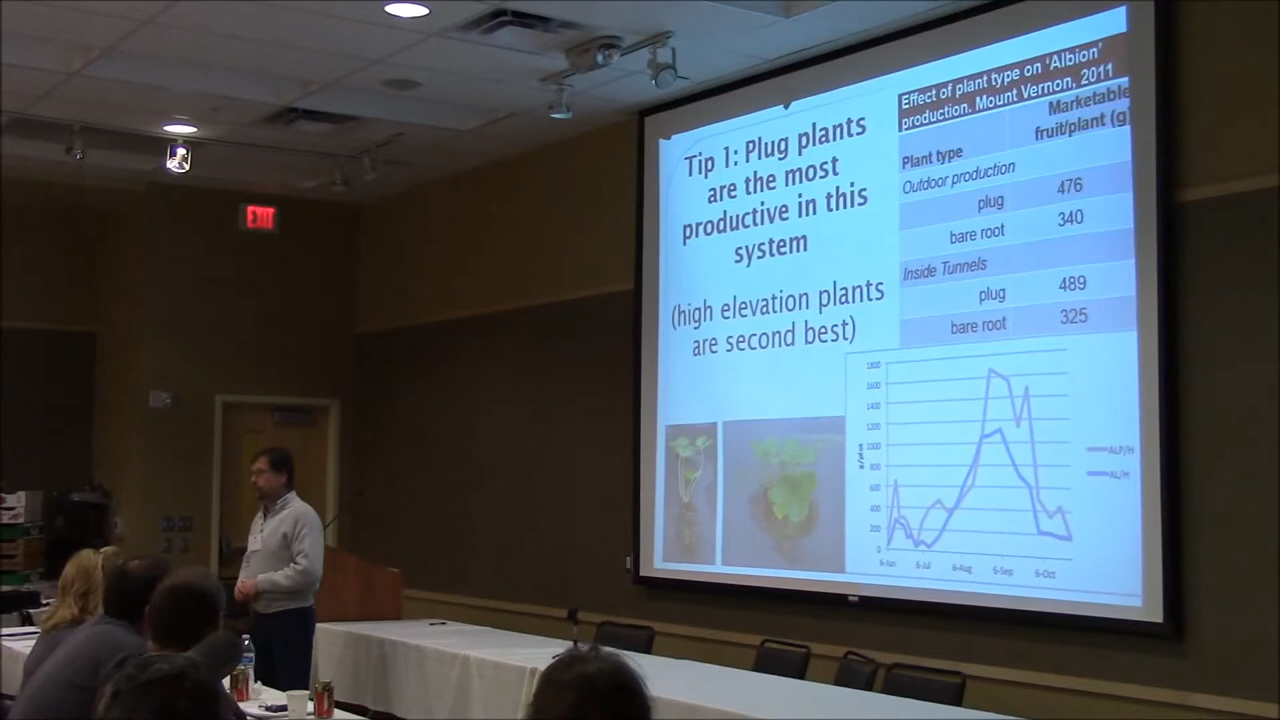 EXIT
Tip 1: Plug plants
are the most
productive in this
system
(high elevation plants
are second best)
Effect of plant type on 'Albion'
production. Mount Vernon, 2011
Marketable
Plant type fruit/plant (g)
Outdoor production
plug 476
bare root 340
Inside Tunnels
plug 489
bare root 325
1800
1600
1400
1200
1000
800
600
400
200
0
6-Jun 6-Jul 6-Aug 6-Sep 6-Oct
ALP/H
AL/H